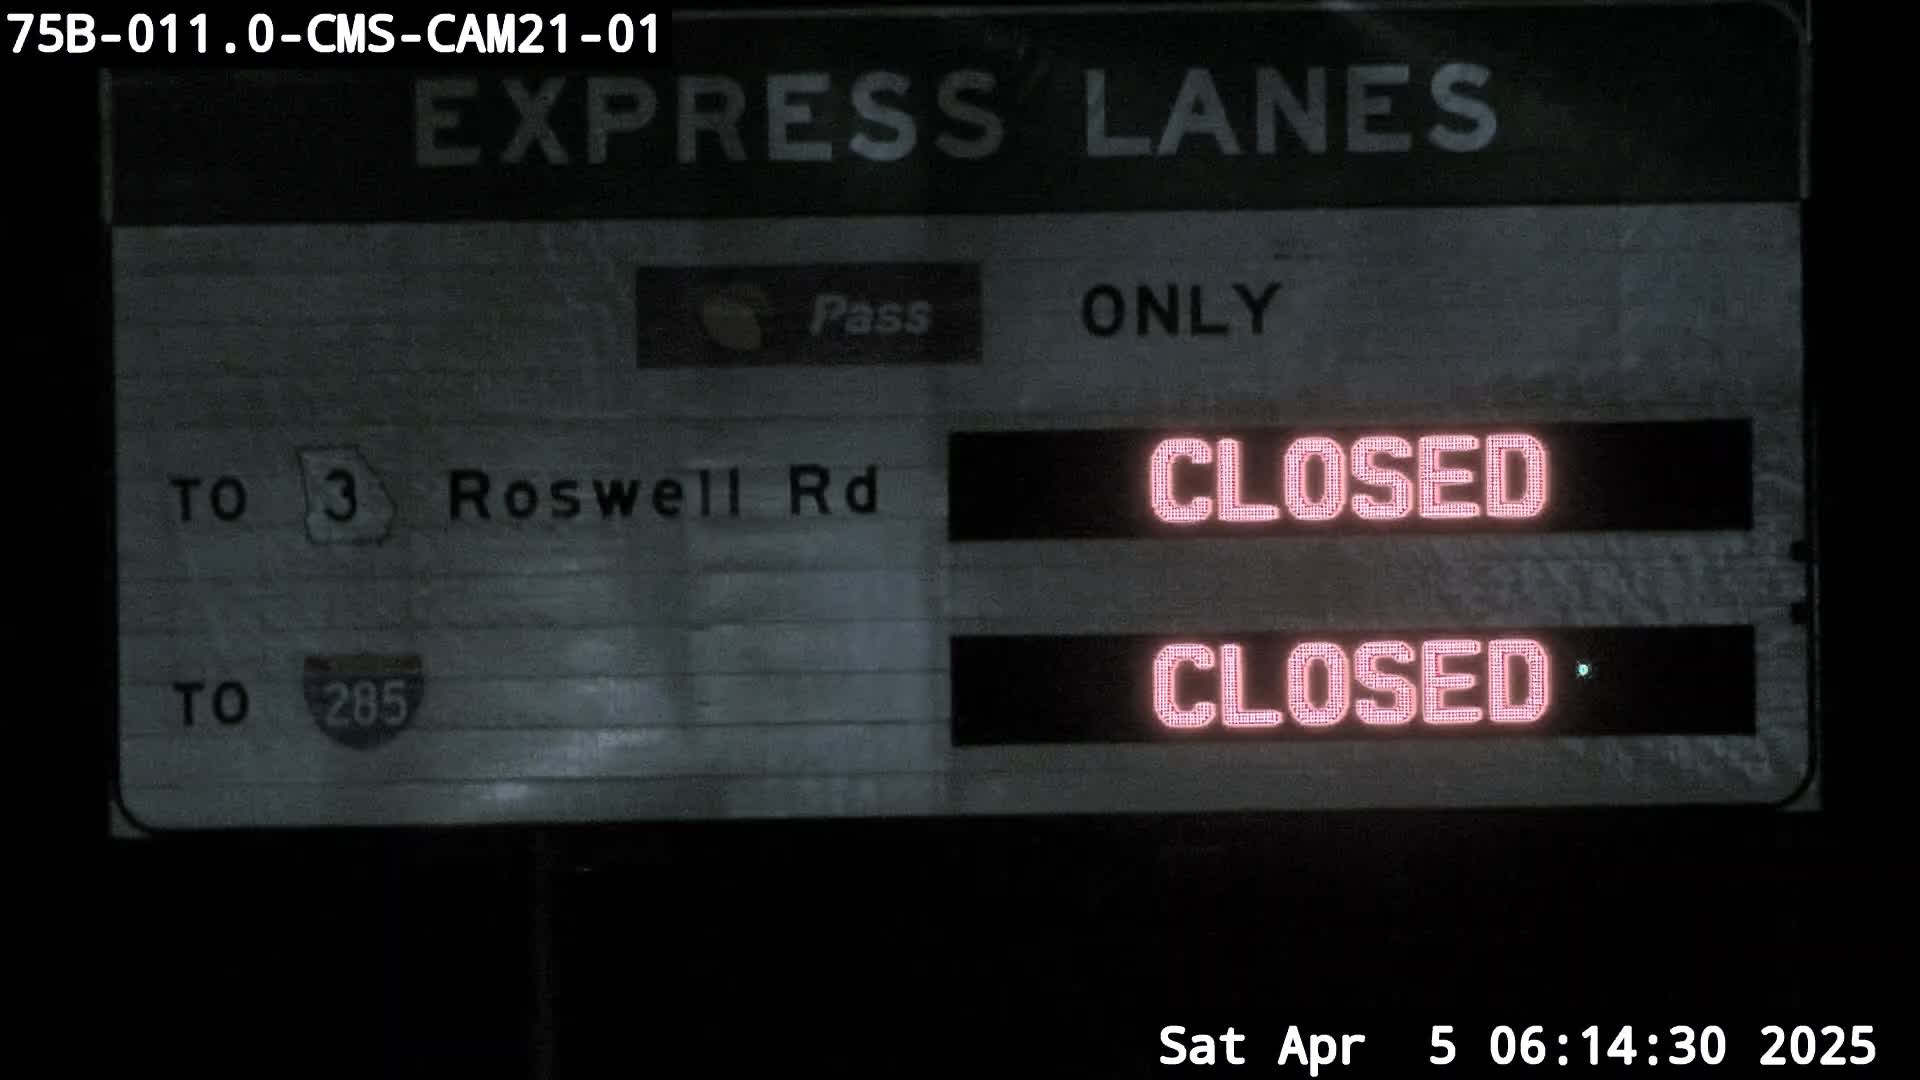 75B-011.0-CMS-CAM21-01
EXPRESS LANES
Pass ONLY
TO 3 Roswell Rd CLOSED
TO 285 CLOSED
Sat Apr 5 06:14:30 2025